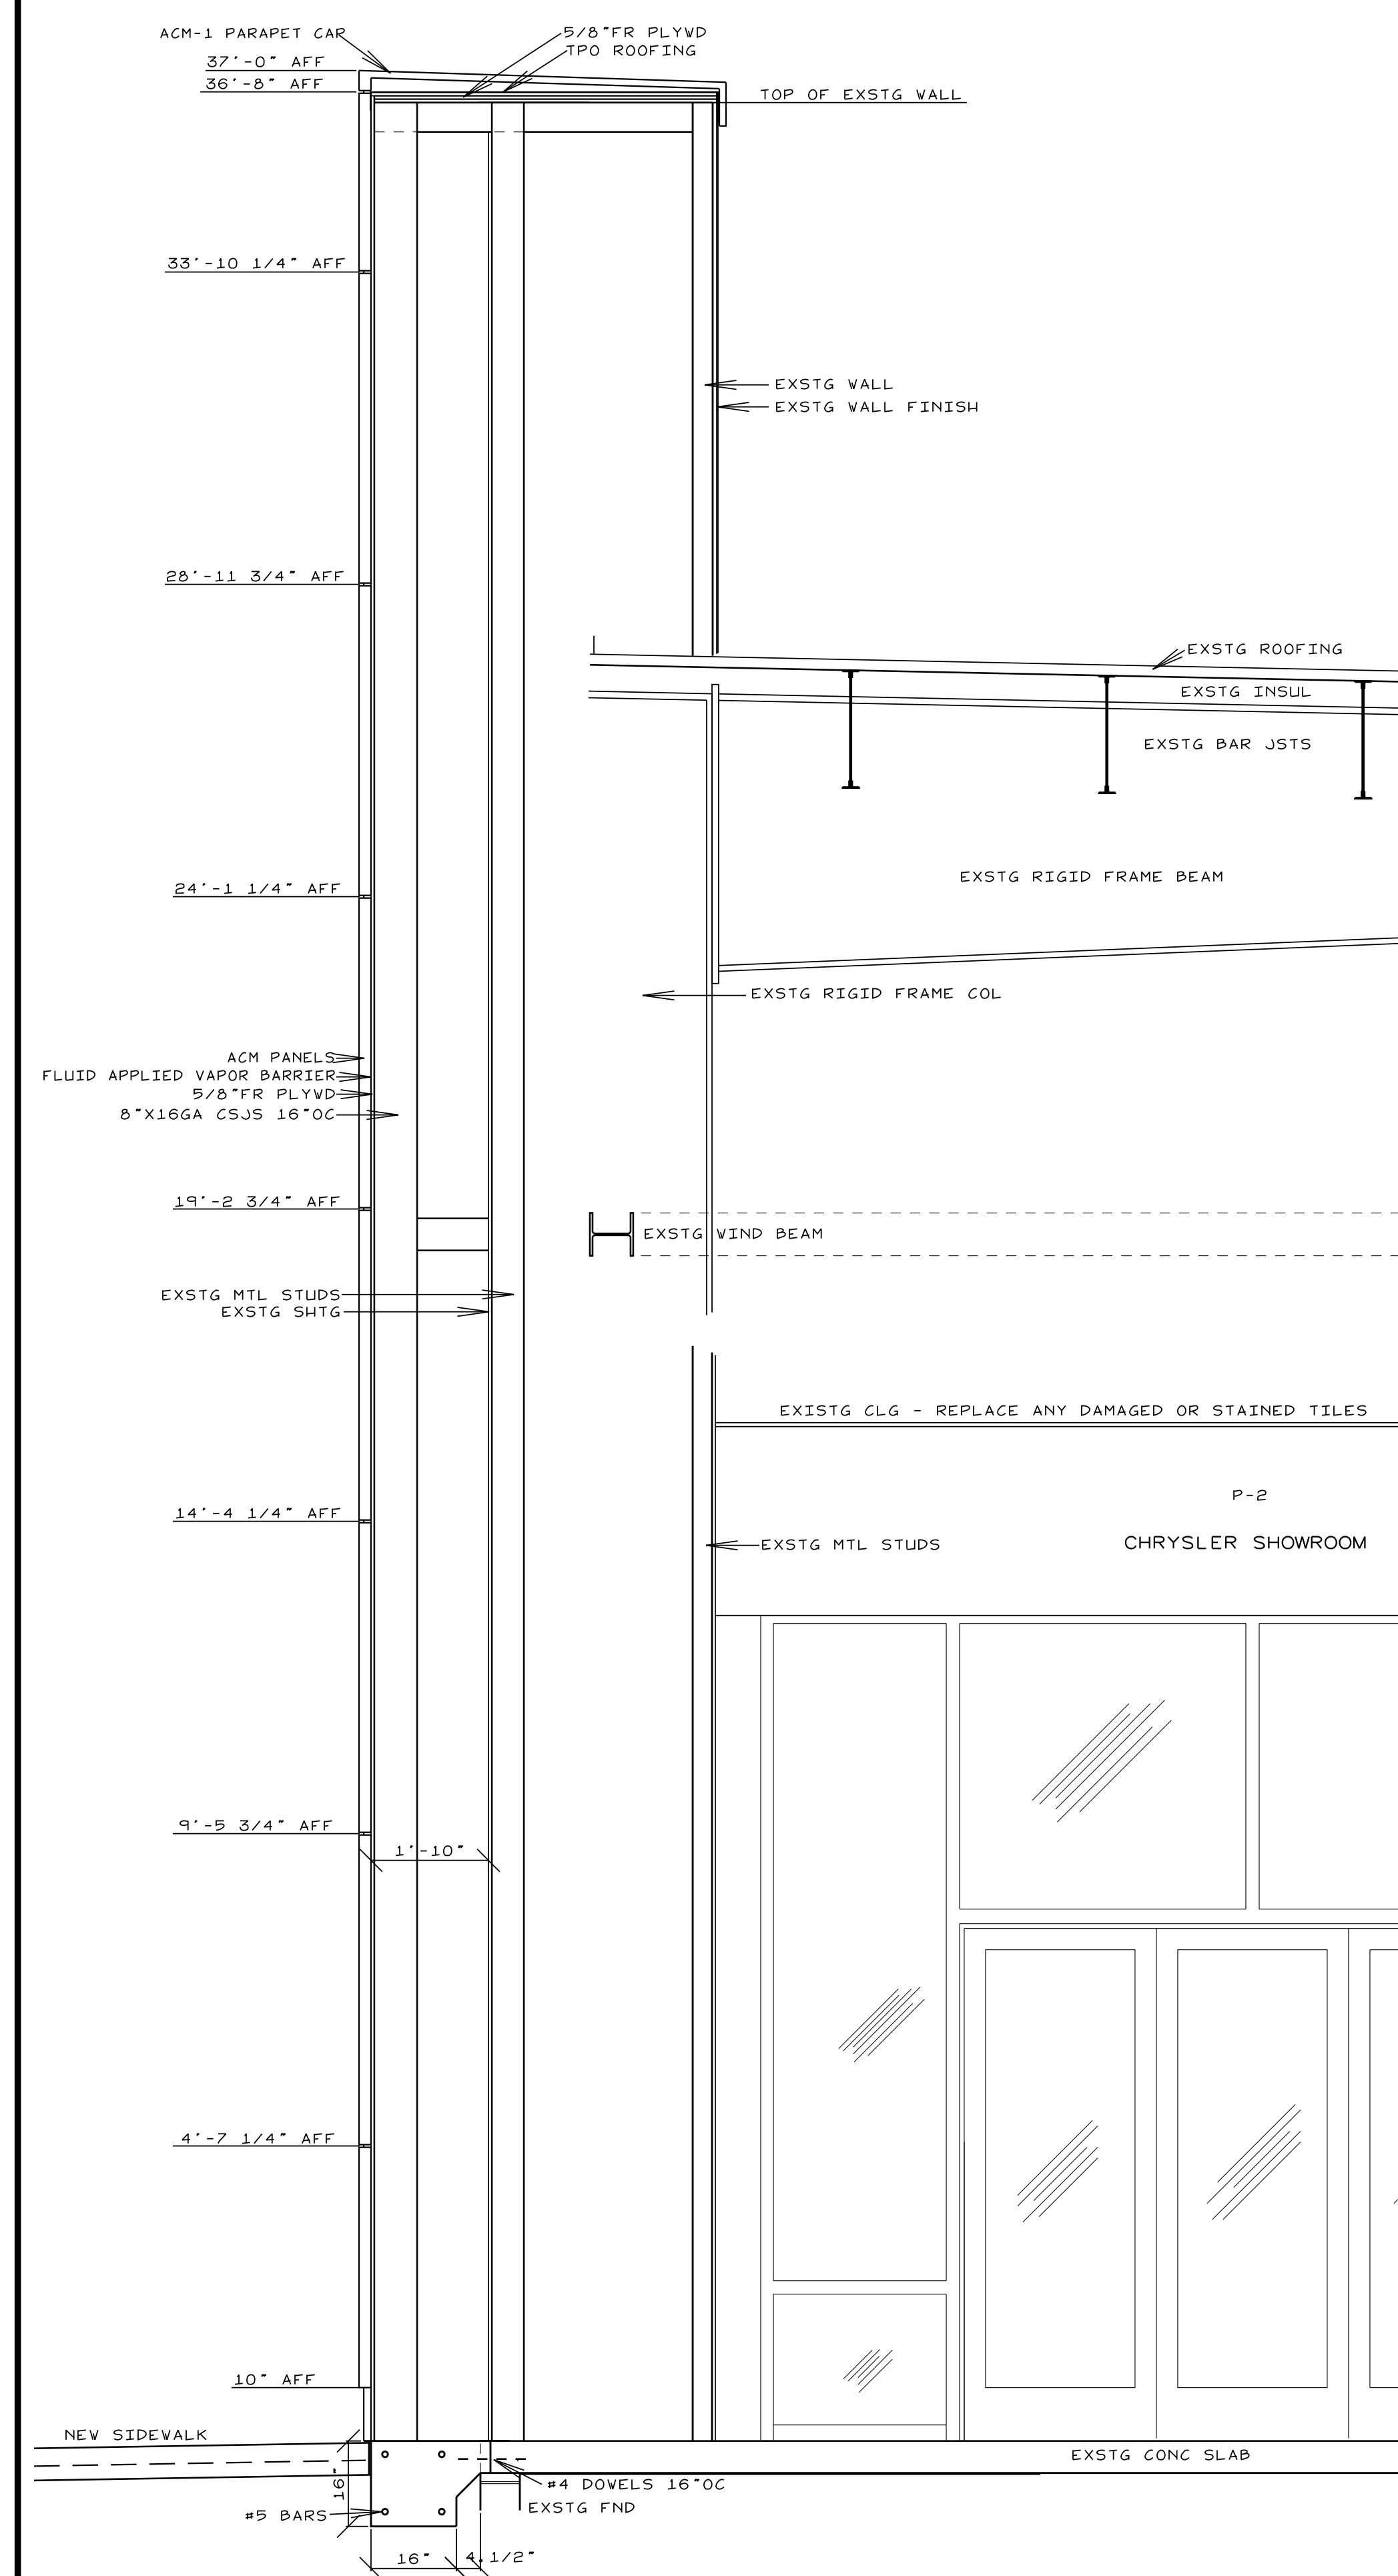 ACM-1 PARAPET CAP
5/8"FR PLYWD
TPO ROOFING
37'-0" AFF
36'-8" AFF
TOP OF EXSTG WALL
33'-10 1/4" AFF
EXSTG WALL
EXSTG WALL FINISH
28'-11 3/4" AFF
EXSTG ROOFING
EXSTG INSUL
EXSTG BAR JSTS
24'-1 1/4" AFF
EXSTG RIGID FRAME BEAM
EXSTG RIGID FRAME COL
ACM PANELS
FLUID APPLIED VAPOR BARRIER
5/8"FR PLYWD
8"X16GA CSJS 16"OC
19'-2 3/4" AFF
EXSTG WIND BEAM
EXSTG MTL STUDS
EXSTG SHTG
EXISTG CLG - REPLACE ANY DAMAGED OR STAINED TILES
P-2
14'-4 1/4" AFF
EXSTG MTL STUDS
CHRYSLER SHOWROOM
9'-5 3/4" AFF
1'-10"
4'-7 1/4" AFF
10" AFF
NEW SIDEWALK
EXSTG CONC SLAB
16"
#4 DOWELS 16"OC
#5 BARS
EXSTG FND
16"
4 1/2"